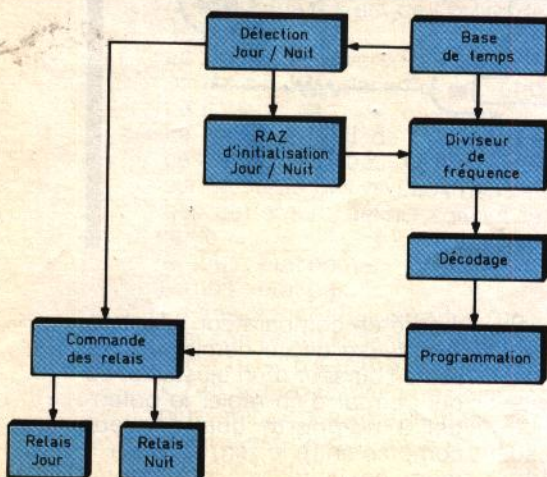 Détection
Jour / Nuit
Base
de temps
RAZ
d'initialisation
Jour / Nuit
Diviseur
de
fréquence
Décodage
Commande
des relais
Programmation
Relais
Jour
Relais
Nuit